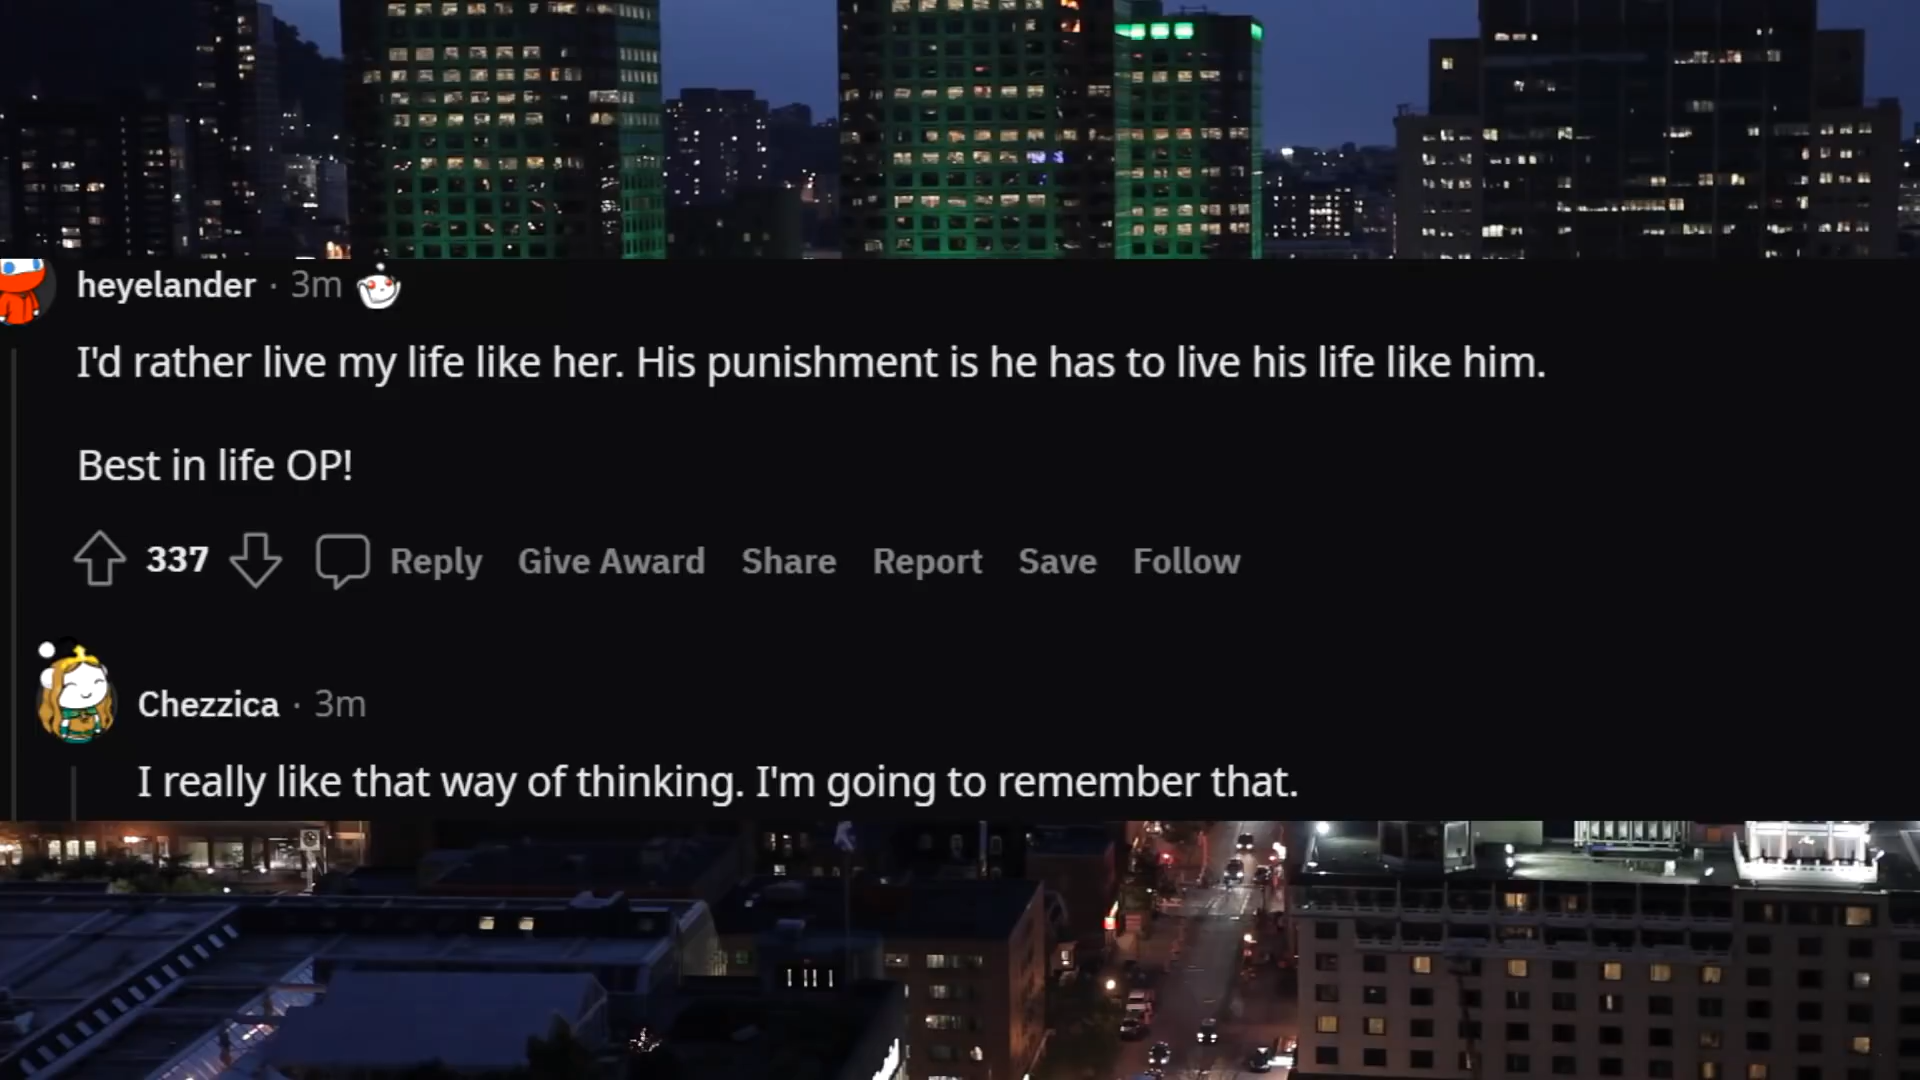 heyelander · 3m
I'd rather live my life like her. His punishment is he has to live his life like him.
Best in life OP!
337 Reply Give Award Share Report Save Follow
Chezzica · 3m
I really like that way of thinking. I'm going to remember that.